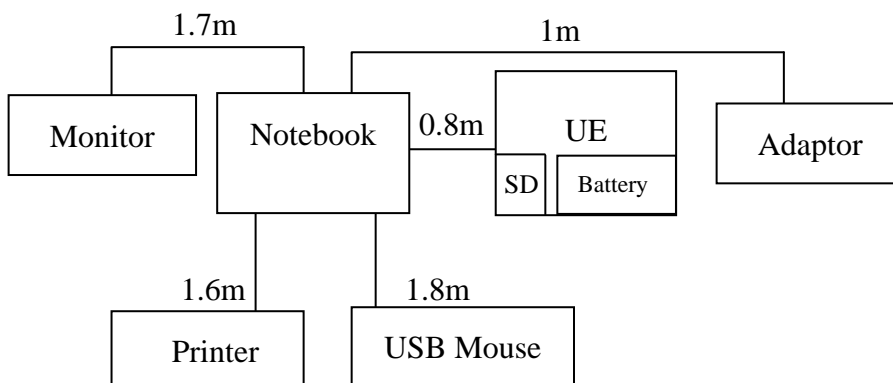 1.7m
1m
Monitor
Notebook
0.8m
UE
SD
Battery
Adaptor
1.6m
1.8m
Printer
USB Mouse